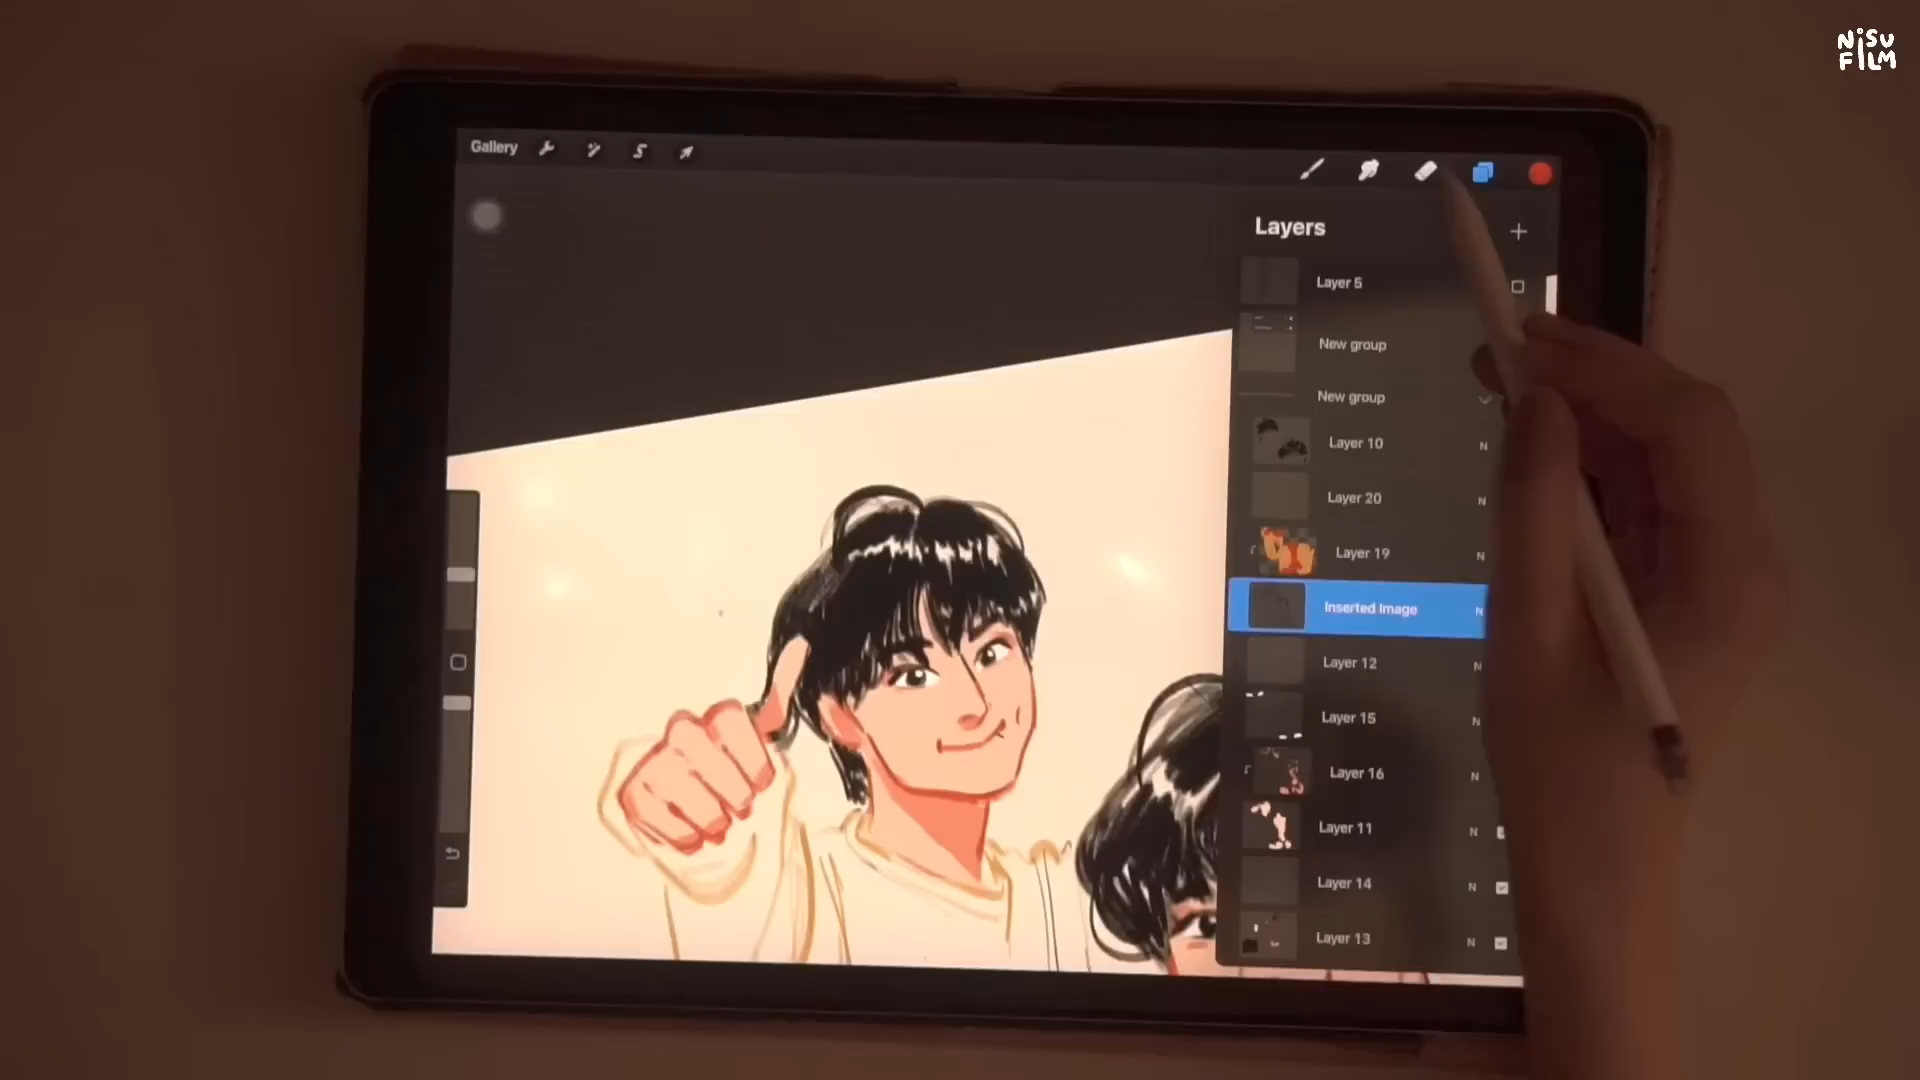 NiSU
FILM
Gallery
Layers
Layer 5
New group
New group
Layer 10
N
Layer 20
N
Layer 19
N
Inserted Image
N
Layer 12
N
Layer 15
N
Layer 16
N
Layer 11
N
Layer 14
N
Layer 13
N